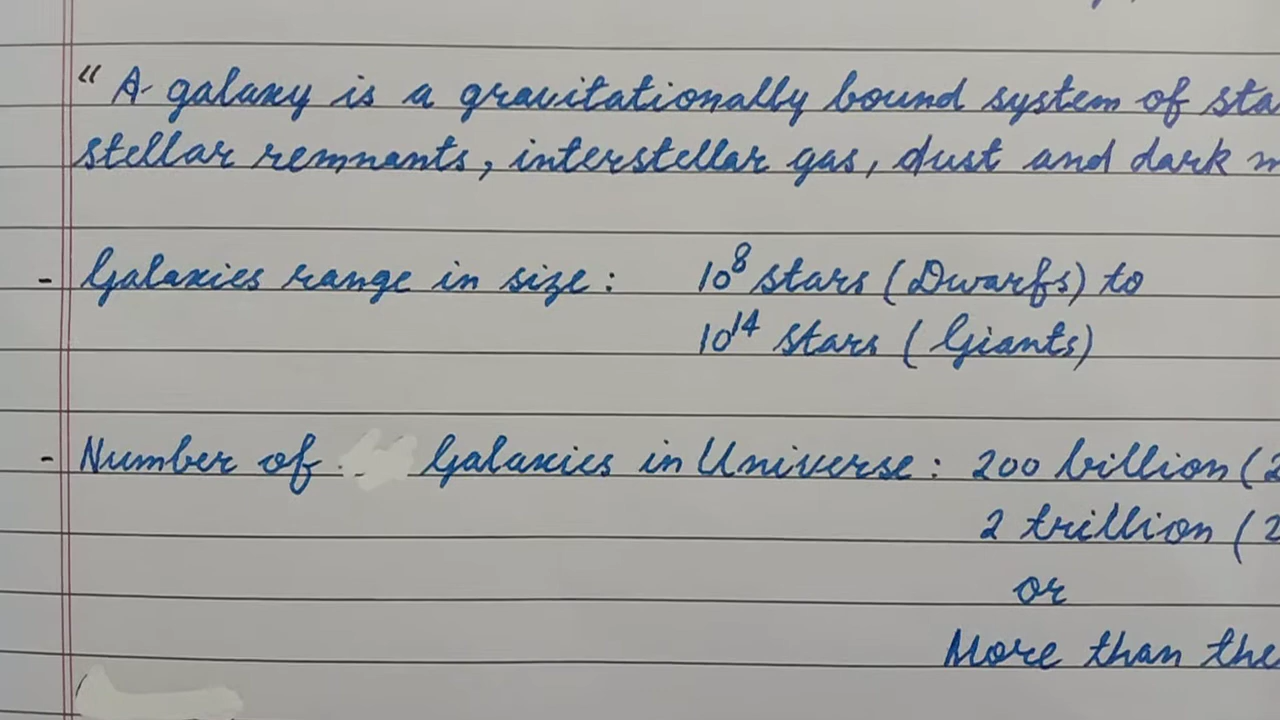 " A galaxy is a gravitationally bound system of sta
stellar remnants, interstellar gas, dust and dark m
- Galaxies range in size: 10⁸ stars (Dwarfs) to
10¹⁴ stars (Giants)
- Number of Galaxies in Universe: 200 billion (2
2 trillion (2
or
More than the